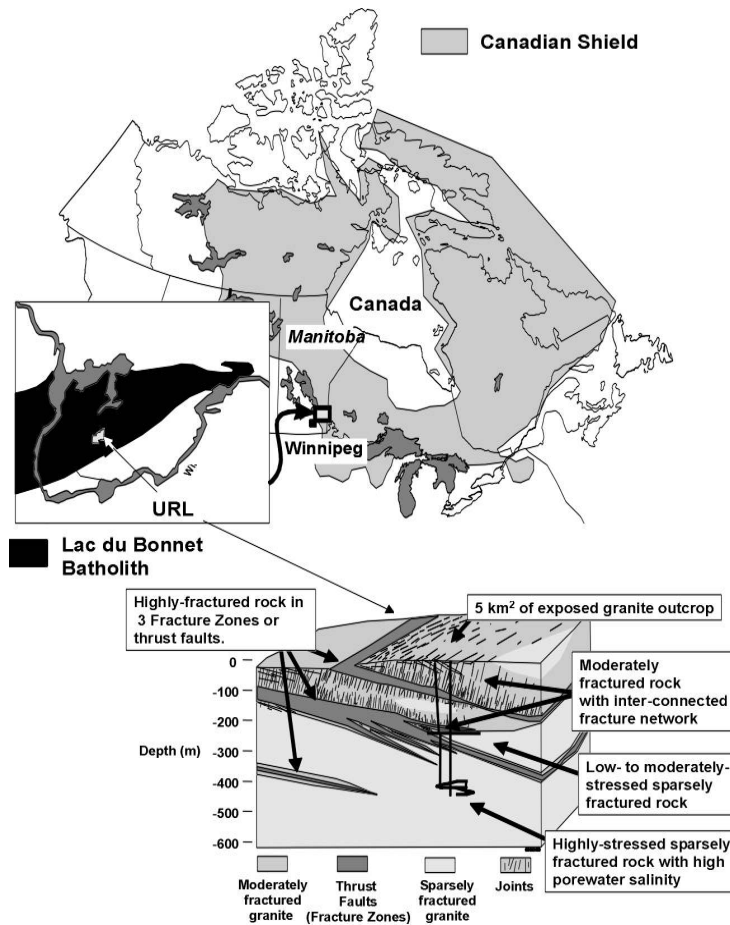 Canadian Shield
Canada
Manitoba
Winnipeg
Wi.
URL
Lac du Bonnet
Batholith
Highly-fractured rock in
3 Fracture Zones or
thrust faults.
5 km² of exposed granite outcrop
Moderately
fractured rock
with inter-connected
fracture network
Low- to moderately-
stressed sparsely
fractured rock
Highly-stressed sparsely
fractured rock with high
porewater salinity
Depth (m)
0
-100
-200
-300
-400
-500
-600
Moderately
fractured
granite
Thrust
Faults
(Fracture Zones)
Sparsely
fractured
granite
Joints